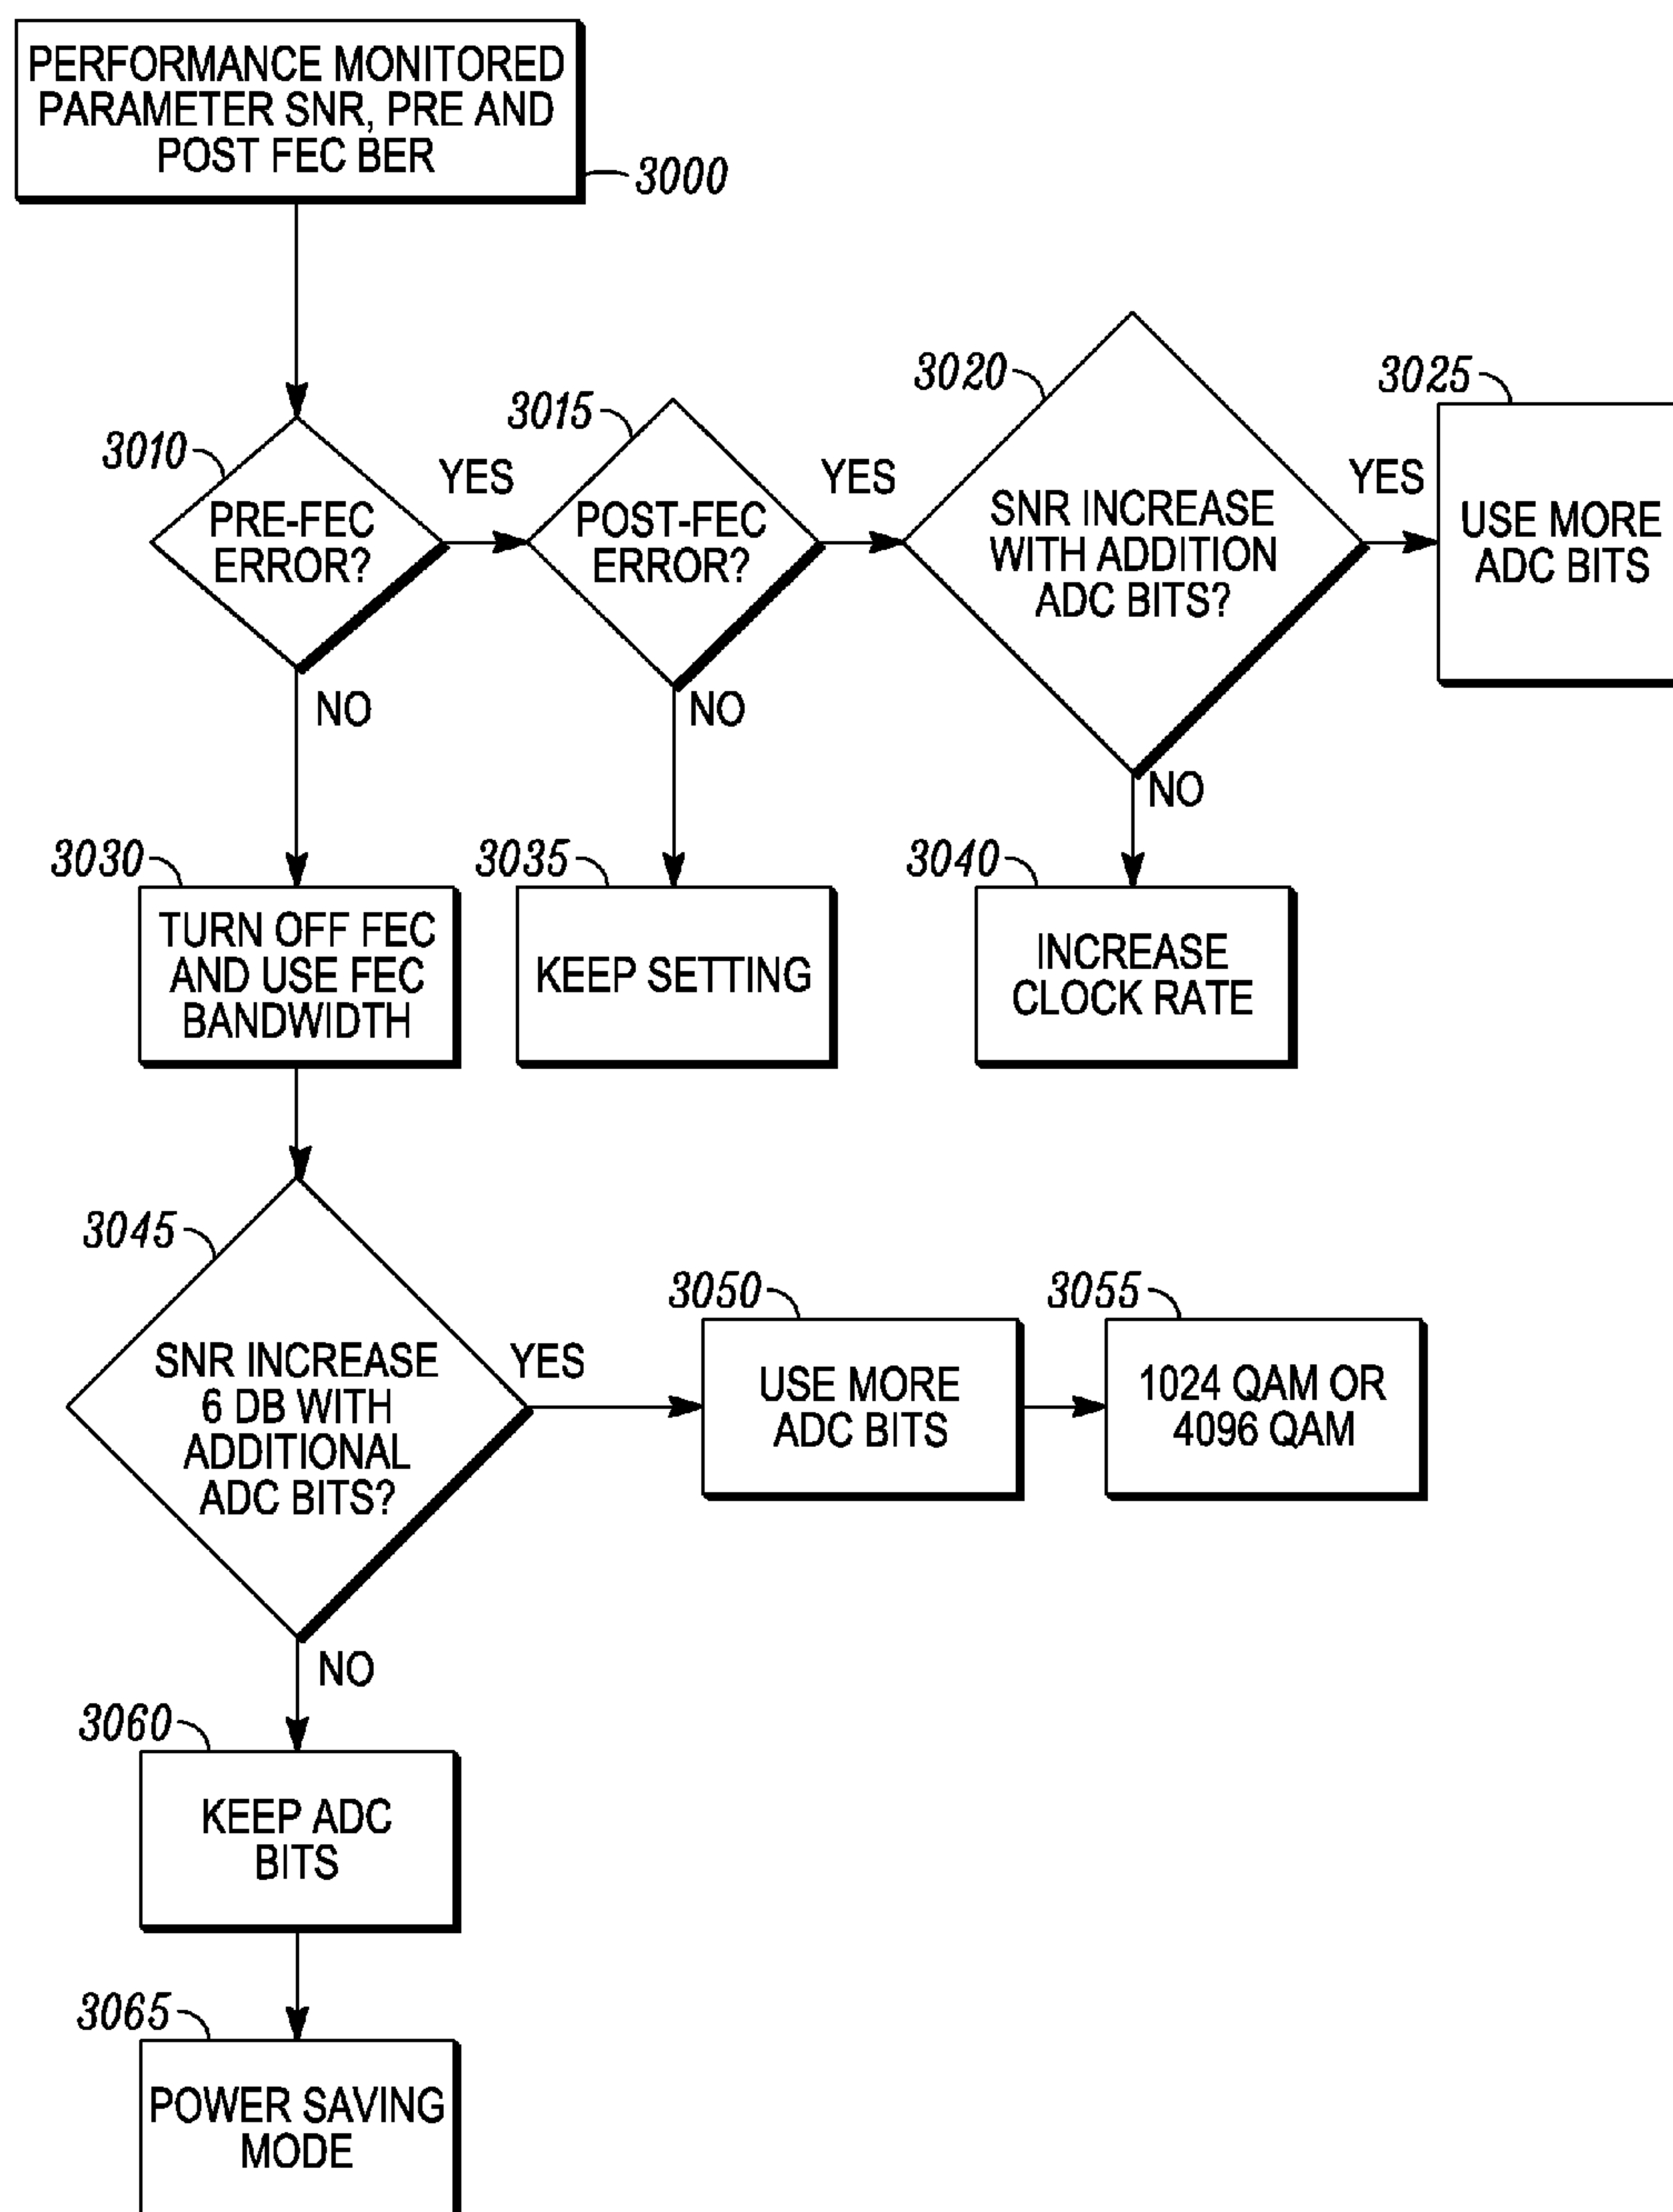 PERFORMANCE MONITORED
PARAMETER SNR, PRE AND
POST FEC BER
3000
3010
PRE-FEC
ERROR?
YES
NO
3015
POST-FEC
ERROR?
YES
NO
3020
SNR INCREASE
WITH ADDITION
ADC BITS?
YES
NO
3025
USE MORE
ADC BITS
3030
TURN OFF FEC
AND USE FEC
BANDWIDTH
3035
KEEP SETTING
3040
INCREASE
CLOCK RATE
3045
SNR INCREASE
6 DB WITH
ADDITIONAL
ADC BITS?
YES
NO
3050
USE MORE
ADC BITS
3055
1024 QAM OR
4096 QAM
3060
KEEP ADC
BITS
3065
POWER SAVING
MODE